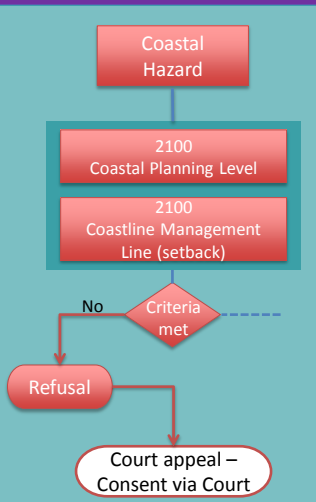 Coastal
Hazard
2100
Coastal Planning Level
2100
Coastline Management
Line (setback)
No
Criteria
met
Refusal
Court appeal –
Consent via Court